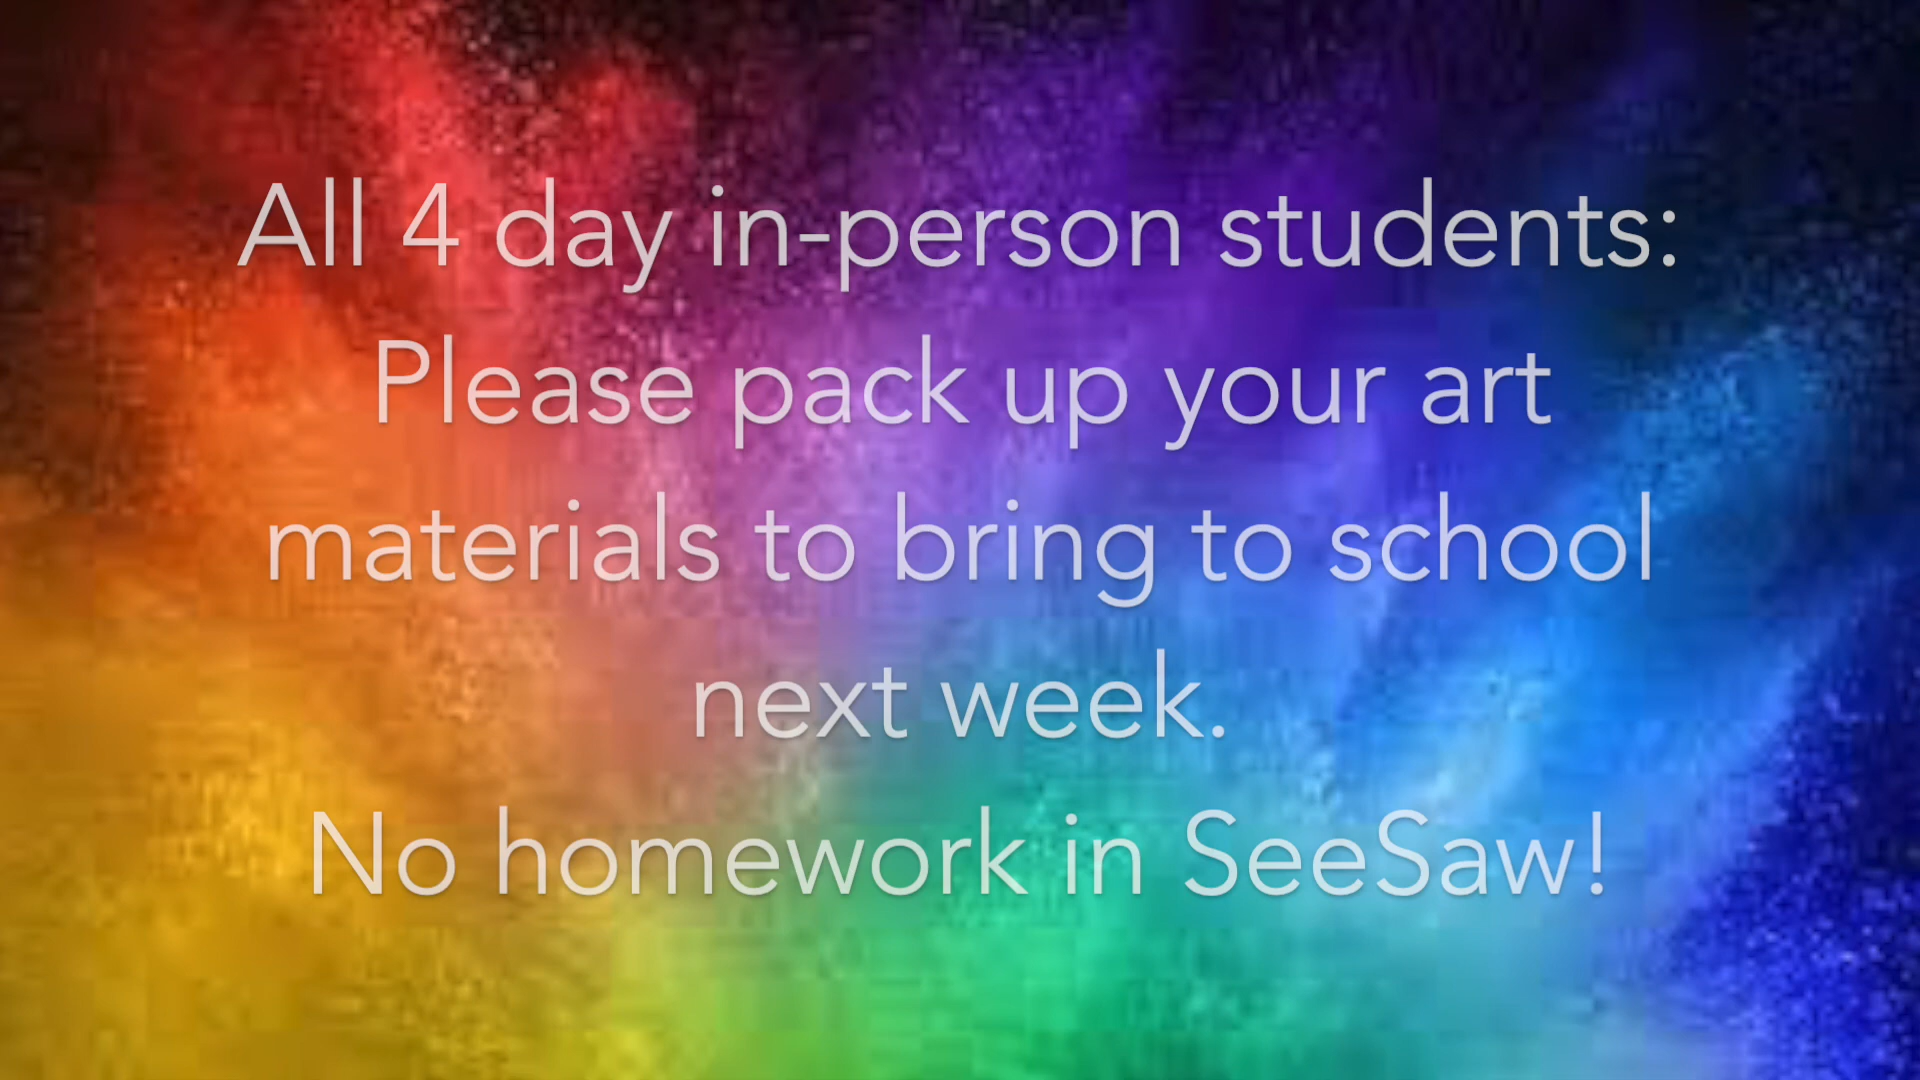 All 4 day in-person students:
Please pack up your art
materials to bring to school
next week.
No homework in SeeSaw!